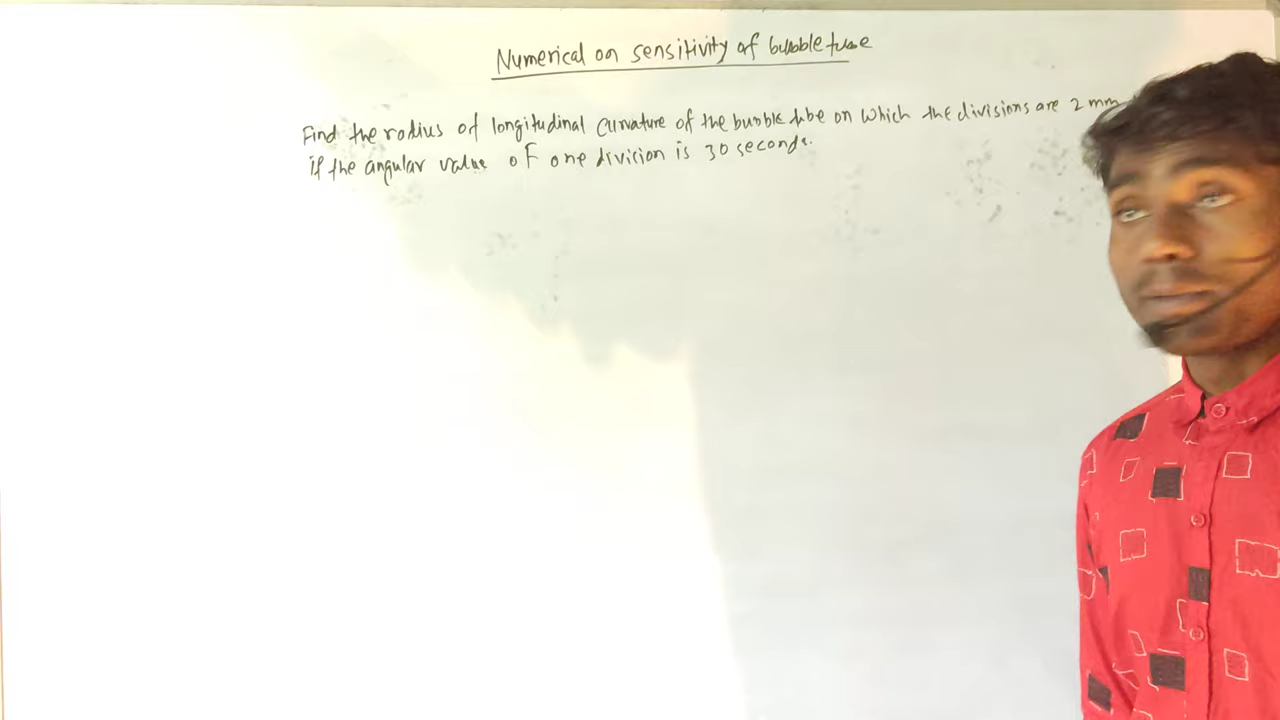 Numerical on sensitivity of bubble tube
Find the radius of longitudinal curvature of the bubble tube on which the divisions are 2 mm
if the angular value of one division is 30 seconds.